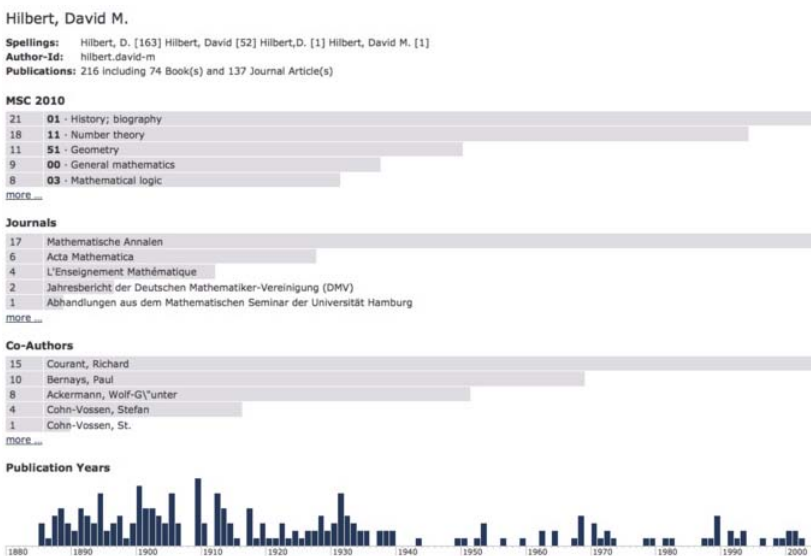 Hilbert, David M.
Spellings: Hilbert, D. [163] Hilbert, David [52] Hilbert,D. [1] Hilbert, David M. [1]
Author-Id: hilbert.david-m
Publications: 216 including 74 Book(s) and 137 Journal Article(s)
MSC 2010
21 01 - History; biography
18 11 - Number theory
11 51 - Geometry
9 00 - General mathematics
8 03 - Mathematical logic
more ...
Journals
17 Mathematische Annalen
6 Acta Mathematica
4 L'Enseignement Mathématique
2 Jahresbericht der Deutschen Mathematiker-Vereinigung (DMV)
1 Abhandlungen aus dem Mathematischen Seminar der Universität Hamburg
more ...
Co-Authors
15 Courant, Richard
10 Bernays, Paul
8 Ackermann, Wolf-G\"unter
4 Cohn-Vossen, Stefan
1 Cohn-Vossen, St.
more ...
Publication Years
1880 1890 1900 1910 1920 1930 1940 1950 1960 1970 1980 1990 2000